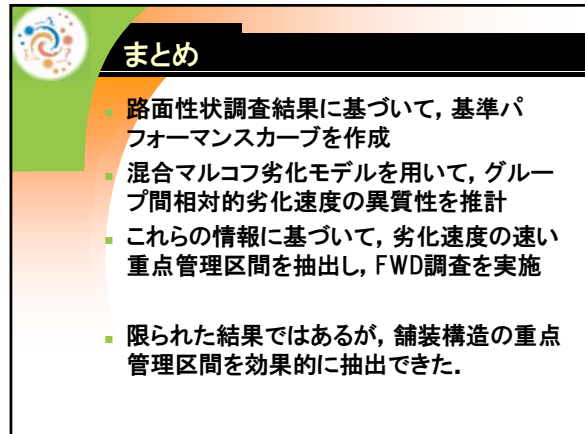 まとめ
路面性状調査結果に基づいて，基準パ
フォーマンスカーブを作成
混合マルコフ劣化モデルを用いて，グルー
プ間相対的劣化速度の異質性を推計
これらの情報に基づいて，劣化速度の速い
重点管理区間を抽出し，FWD調査を実施
限られた結果ではあるが，舗装構造の重点
管理区間を効果的に抽出できた．